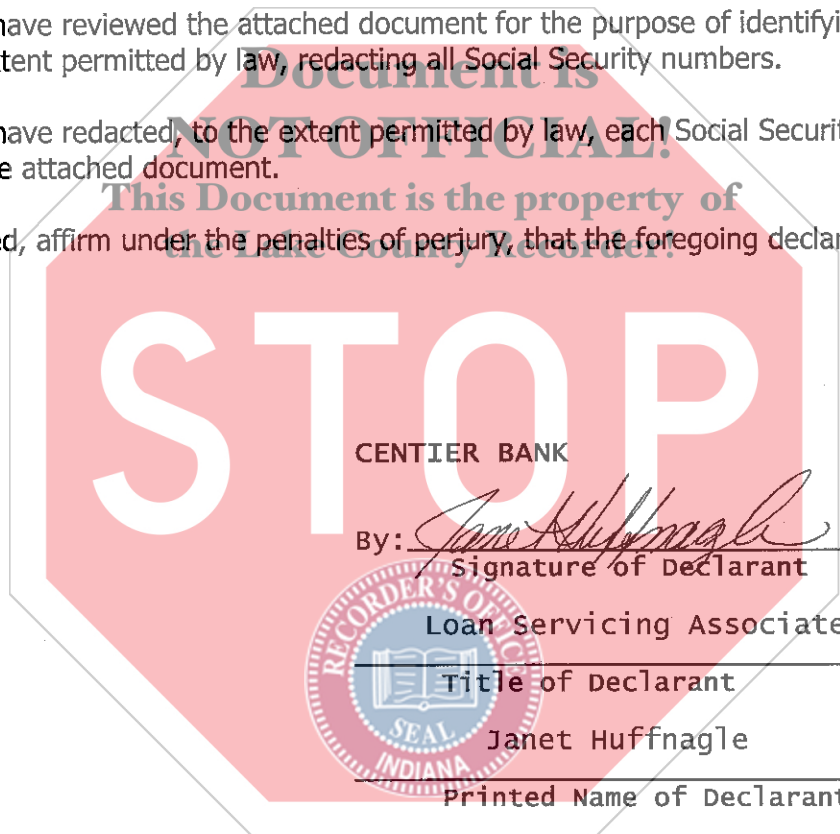 have reviewed the attached document for the purpose of identifyi
tent permitted by law, redacting all Social Security numbers.
Document is
have redacted, to the extent permitted by law, each Social Securit
NOT OFFICIAL!
e attached document.
This Document is the property of
ed, affirm under the penalties of perjury, that the foregoing declar
the Lake County Recorder!
STOP
CENTIER BANK
By: Janet Huffnagle
Signature of Declarant
Loan Servicing Associate
Title of Declarant
Janet Huffnagle
Printed Name of Declarant
RECORDER'S OFFICE
SEAL
INDIANA